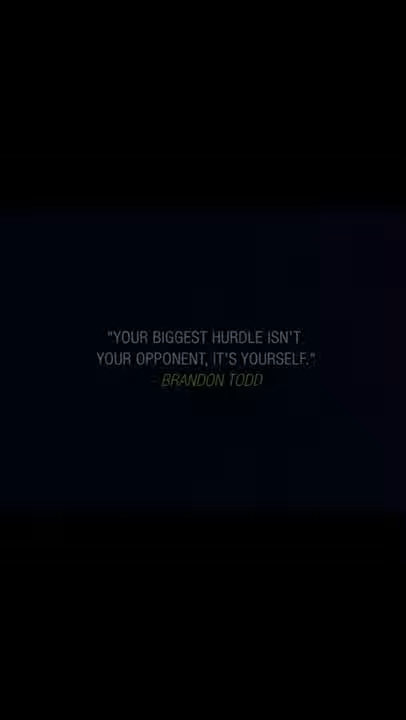 "YOUR BIGGEST HURDLE ISN'T
YOUR OPPONENT, IT'S YOURSELF."
- BRANDON TODD